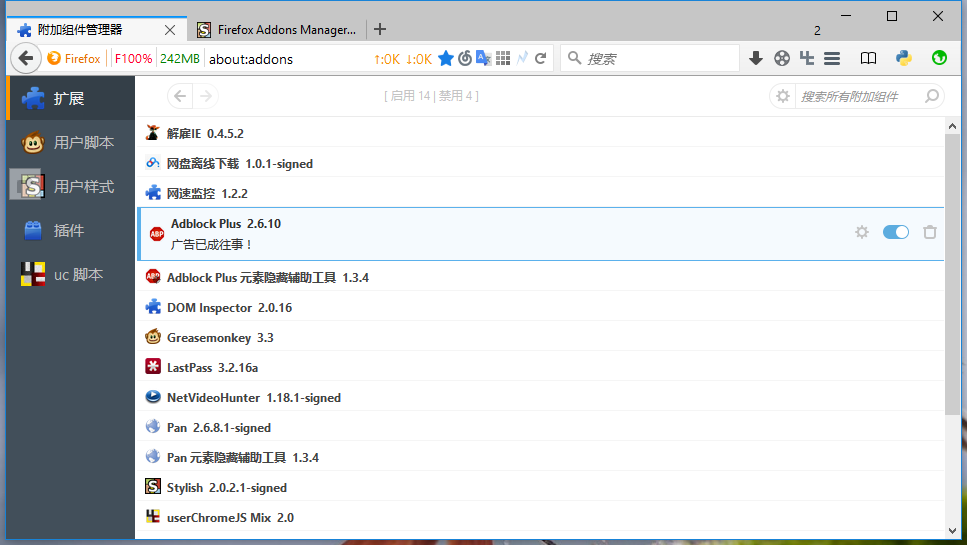 附加组件管理器
Firefox Addons Manager...
2
Firefox
F100%
242MB
about:addons
↑:0K ↓:0K
搜索
扩展
用户脚本
用户样式
插件
uc 脚本
[ 启用 14 | 禁用 4 ]
搜索所有附加组件
解雇IE 0.4.5.2
网盘离线下载 1.0.1-signed
网速监控 1.2.2
ABP
Adblock Plus 2.6.10
广告已成往事！
Adblock Plus 元素隐藏辅助工具 1.3.4
DOM Inspector 2.0.16
Greasemonkey 3.3
LastPass 3.2.16a
NetVideoHunter 1.18.1-signed
Pan 2.6.8.1-signed
Pan 元素隐藏辅助工具 1.3.4
Stylish 2.0.2.1-signed
userChromeJS Mix 2.0